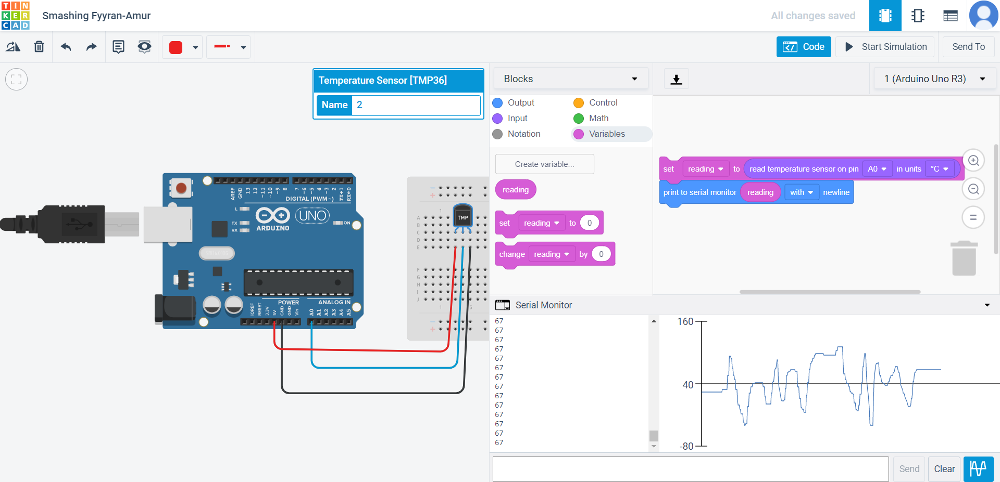 TINKERCAD
Smashing Fyyran-Amur
All changes saved
Code
Start Simulation
Send To
Temperature Sensor [TMP36]
Name 2
Blocks
1 (Arduino Uno R3)
Output
Control
Input
Math
Notation
Variables
Create variable...
reading
set reading to 0
change reading by 0
set reading to read temperature sensor on pin A0 in units °C
print to serial monitor reading with newline
AREF
GND
13
12
~11
~10
~9
8
7
~6
~5
4
~3
2
TX→1
RX←0
DIGITAL (PWM~)
L
TX
RX
ARDUINO
UNO
ON
POWER
ANALOG IN
IOREF
RESET
3.3V
5V
GND
GND
Vin
A0
A1
A2
A3
A4
A5
− 
+
1
A
B
C
D
E
TMP
F
G
H
I
J
1
5
−
+
Serial Monitor
67
67
67
67
67
67
67
67
67
67
67
67
67
67
160
40
-80
Send
Clear